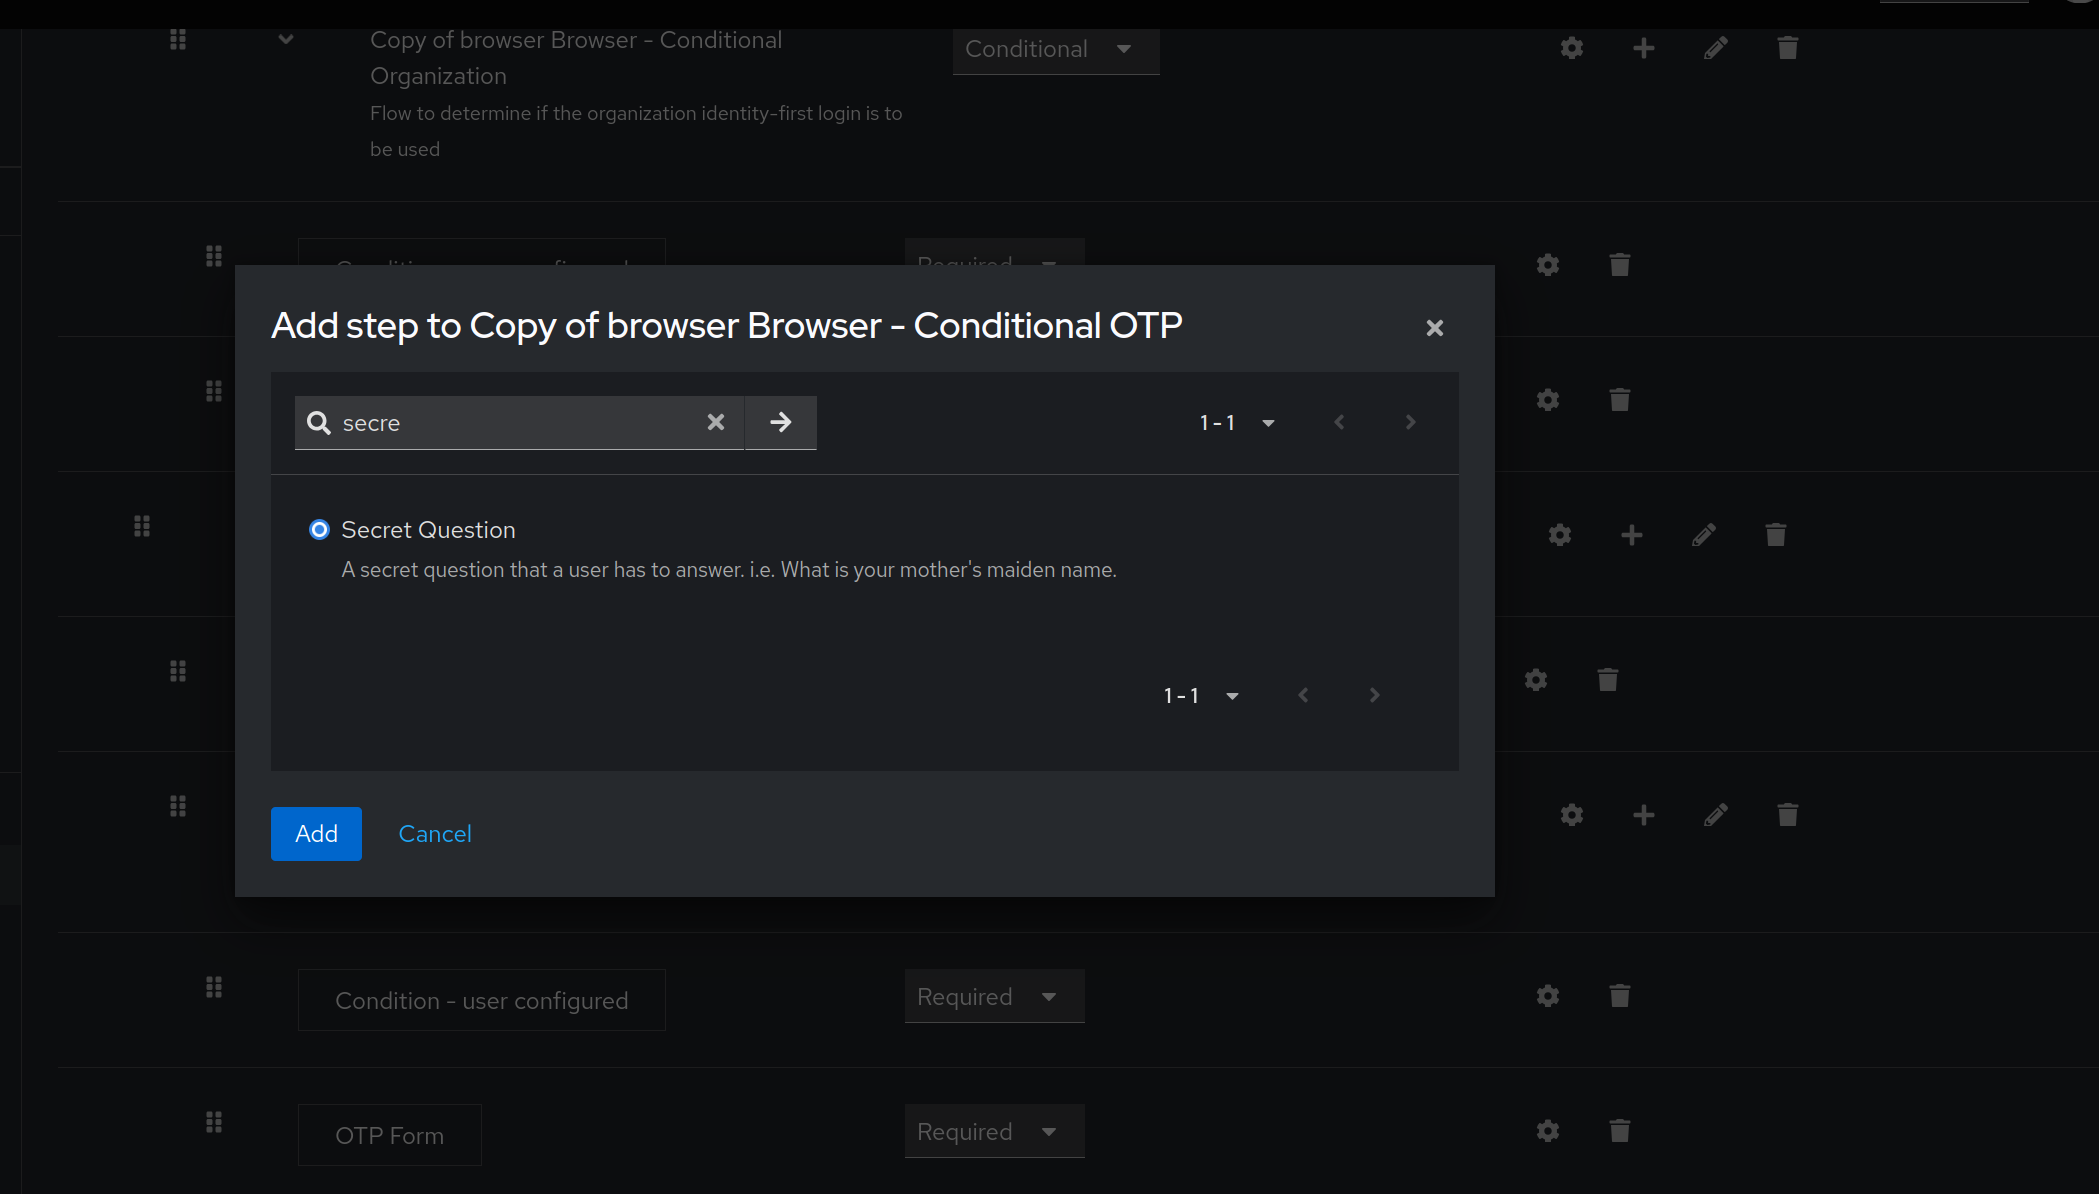 Copy of browser Browser - Conditional
Organization
Conditional
Flow to determine if the organization identity-first login is to
be used
Required
Add step to Copy of browser Browser - Conditional OTP
secre
1 - 1
Secret Question
A secret question that a user has to answer. i.e. What is your mother's maiden name.
1 - 1
Add
Cancel
Condition - user configured
Required
OTP Form
Required